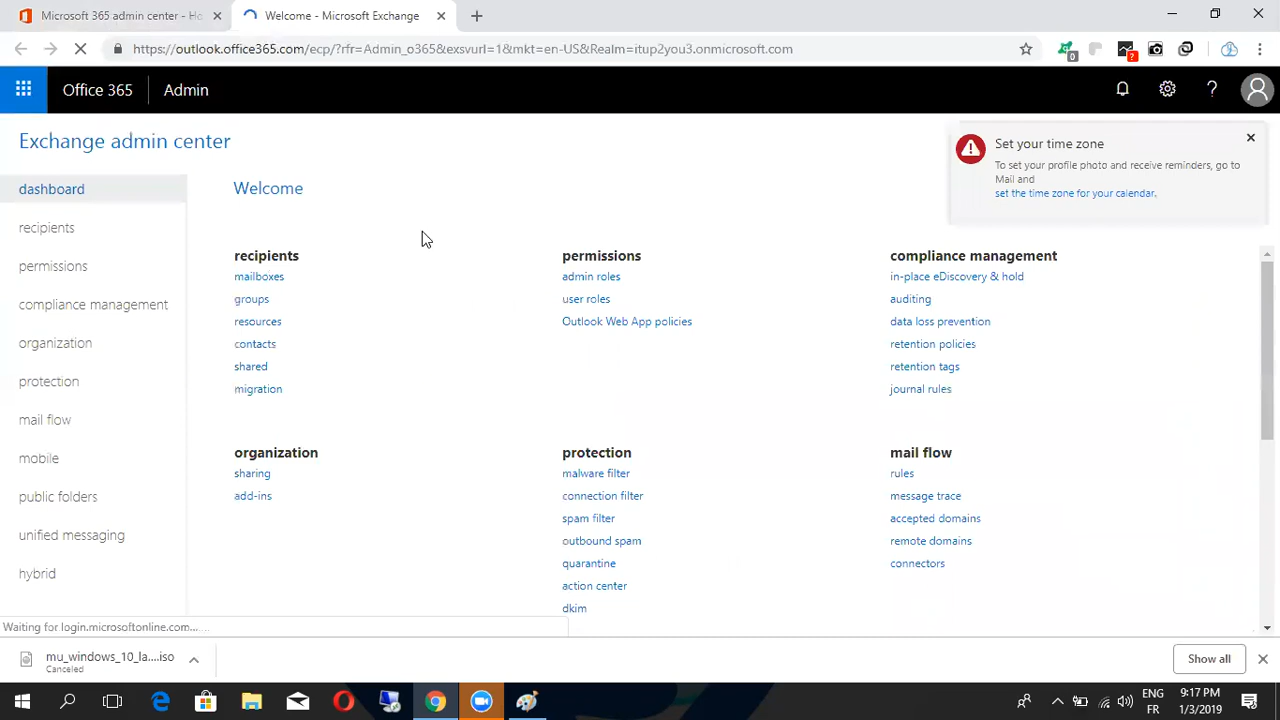 Microsoft 365 admin center - Ho
Welcome - Microsoft Exchange
https://outlook.office365.com/ecp/?rfr=Admin_o365&exsvurl=1&mkt=en-US&Realm=itup2you3.onmicrosoft.com
0
?
Office 365
Admin
?
Exchange admin center
Set your time zone
To set your profile photo and receive reminders, go to
Mail and
set the time zone for your calendar.
dashboard
recipients
permissions
compliance management
organization
protection
mail flow
mobile
public folders
unified messaging
hybrid
Welcome
recipients
mailboxes
groups
resources
contacts
shared
migration
permissions
admin roles
user roles
Outlook Web App policies
compliance management
in-place eDiscovery & hold
auditing
data loss prevention
retention policies
retention tags
journal rules
organization
sharing
add-ins
protection
malware filter
connection filter
spam filter
outbound spam
quarantine
action center
dkim
mail flow
rules
message trace
accepted domains
remote domains
connectors
Waiting for login.microsoftonline.com...
mu_windows_10_la....iso
Canceled
Show all
ENG
FR
9:17 PM
1/3/2019